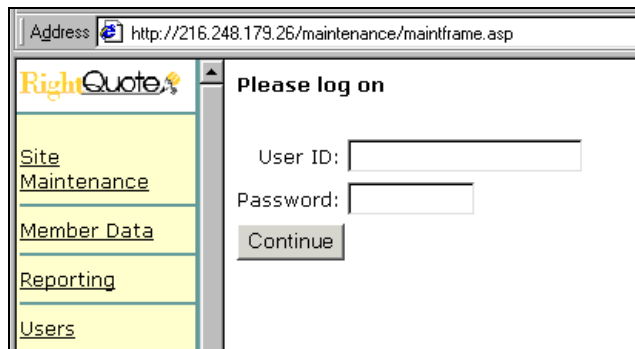 Address http://216.248.179.26/maintenance/maintframe.asp
RightQuote
Please log on
Site
Maintenance
Member Data
Reporting
Users
User ID:
Password:
Continue